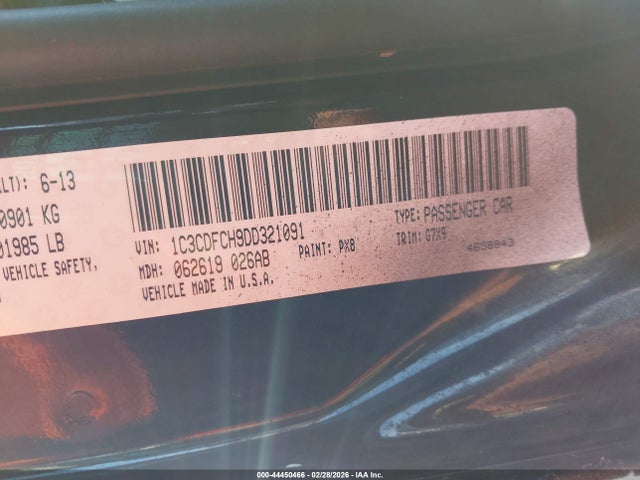 ALT): 6-13
0901 KG
01985 LB
VEHICLE SAFETY,
VIN: 1C3CDFCH9DD321091
TYPE: PASSENGER CAR
MDH: 062619 026AB
PAINT: PX8
TRIM: G7X9
VEHICLE MADE IN U.S.A.
4658843
000-44450466 - 02/28/2026 - IAA Inc.